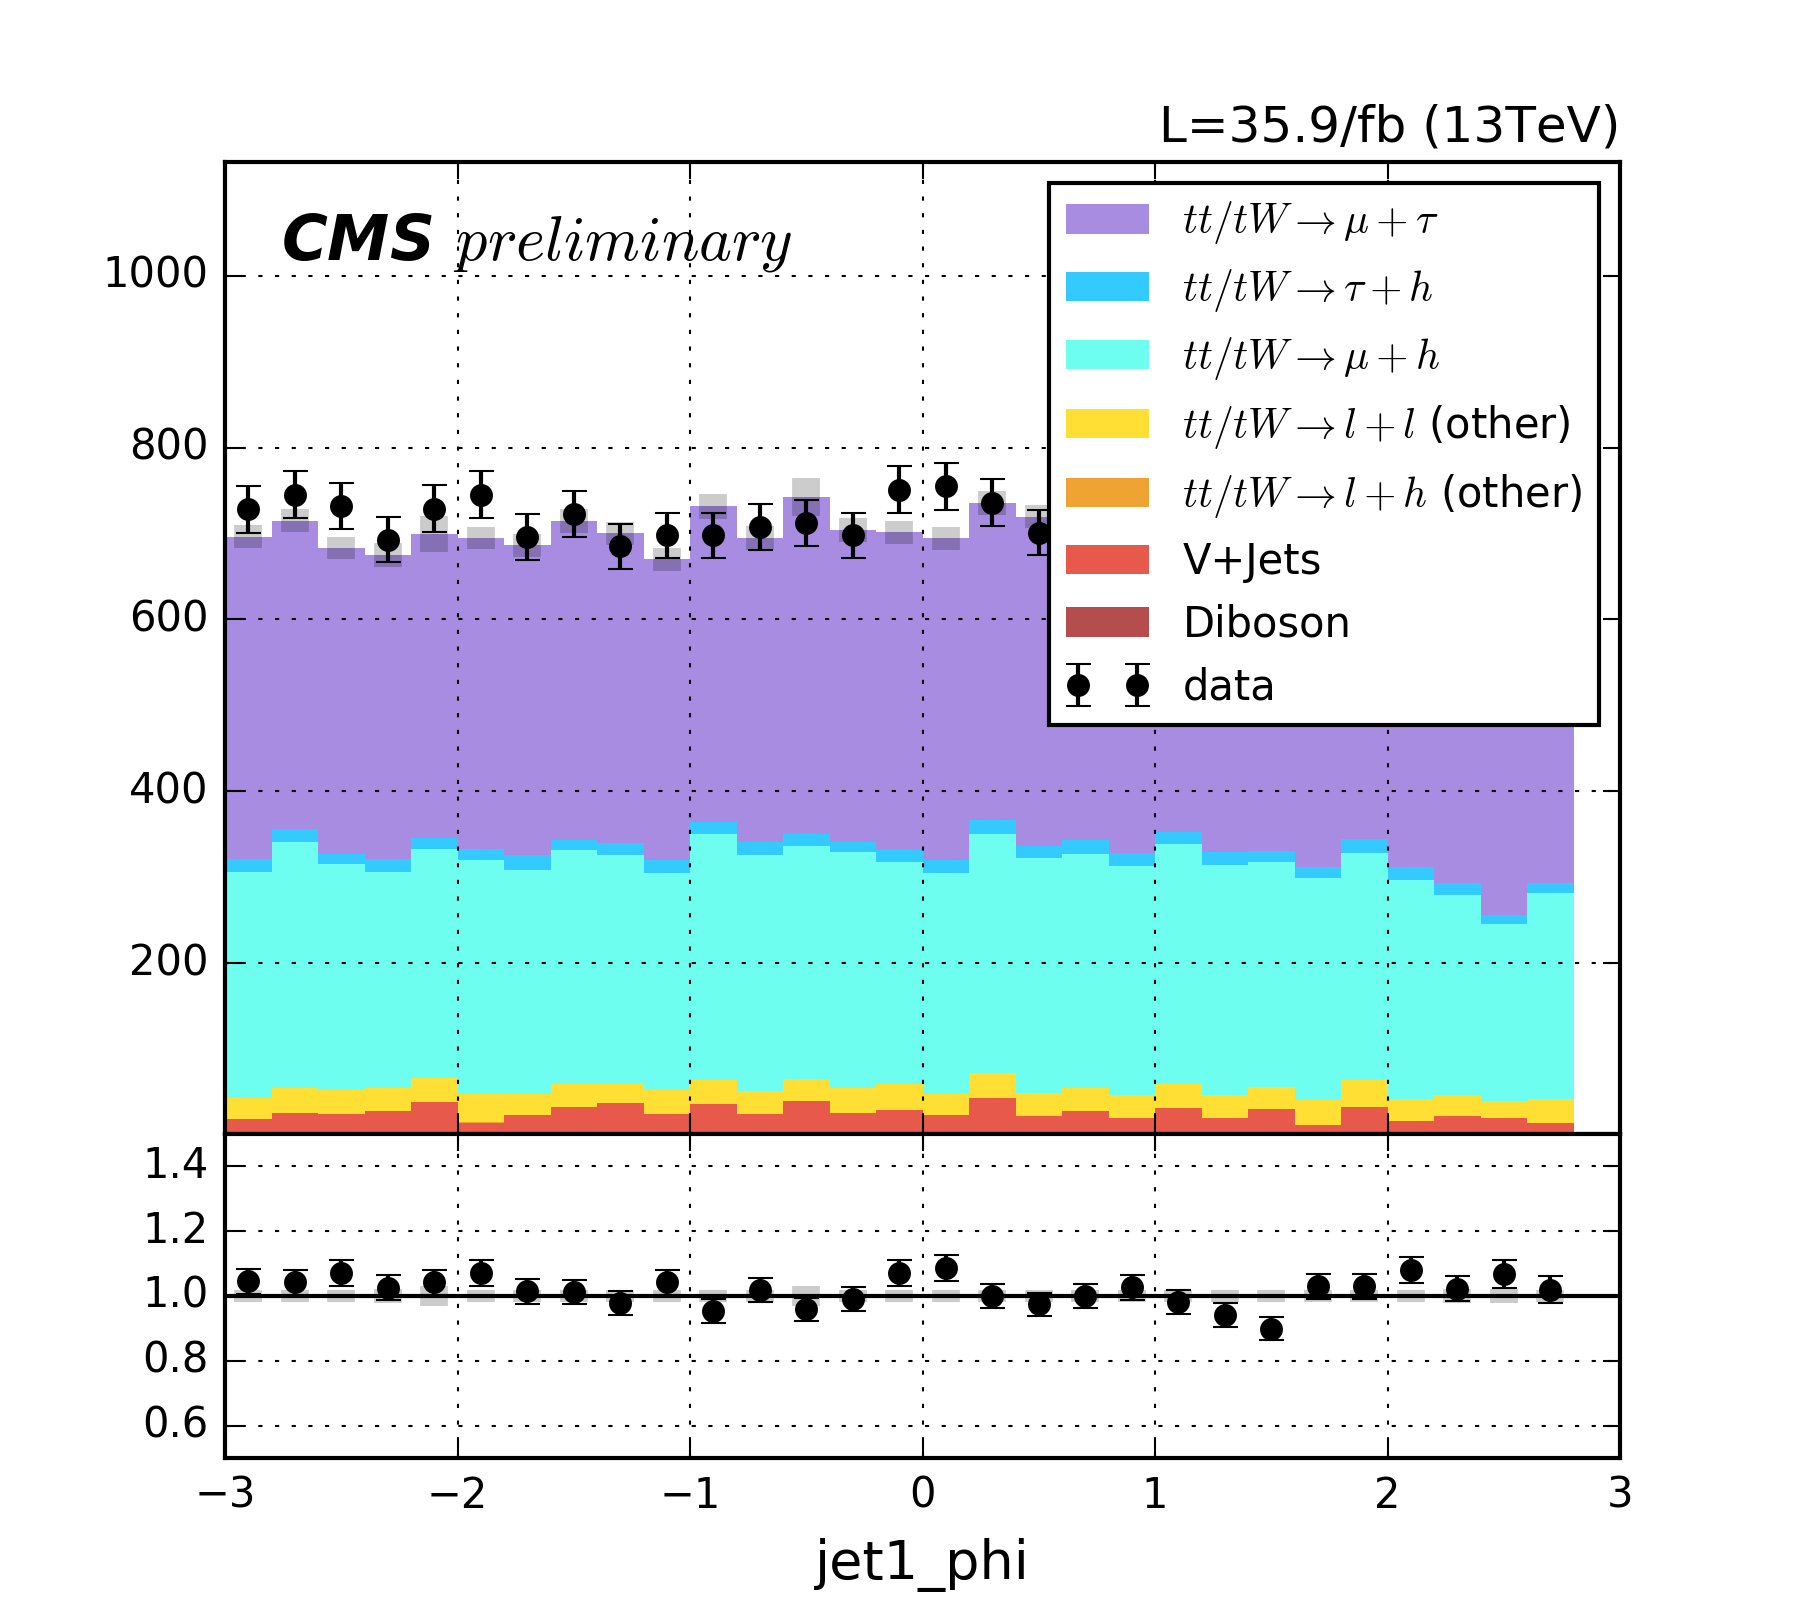 L=35.9/fb (13TeV)
CMS preliminary
tt/tW → μ + τ
tt/tW → τ + h
tt/tW → μ + h
tt/tW → l + l (other)
tt/tW → l + h (other)
V+Jets
Diboson
data
1000
800
600
400
200
1.4
1.2
1.0
0.8
0.6
−3 −2 −1 0 1 2 3
jet1_phi